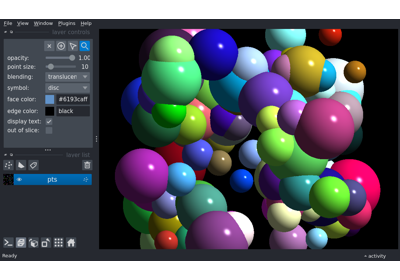 File View Window Plugins Help
layer controls
opacity: 1.00
point size: 10
blending: translucen
symbol: disc
face color: #6193caff
edge color: black
display text:
out of slice:
layer list
pts
Ready
activity